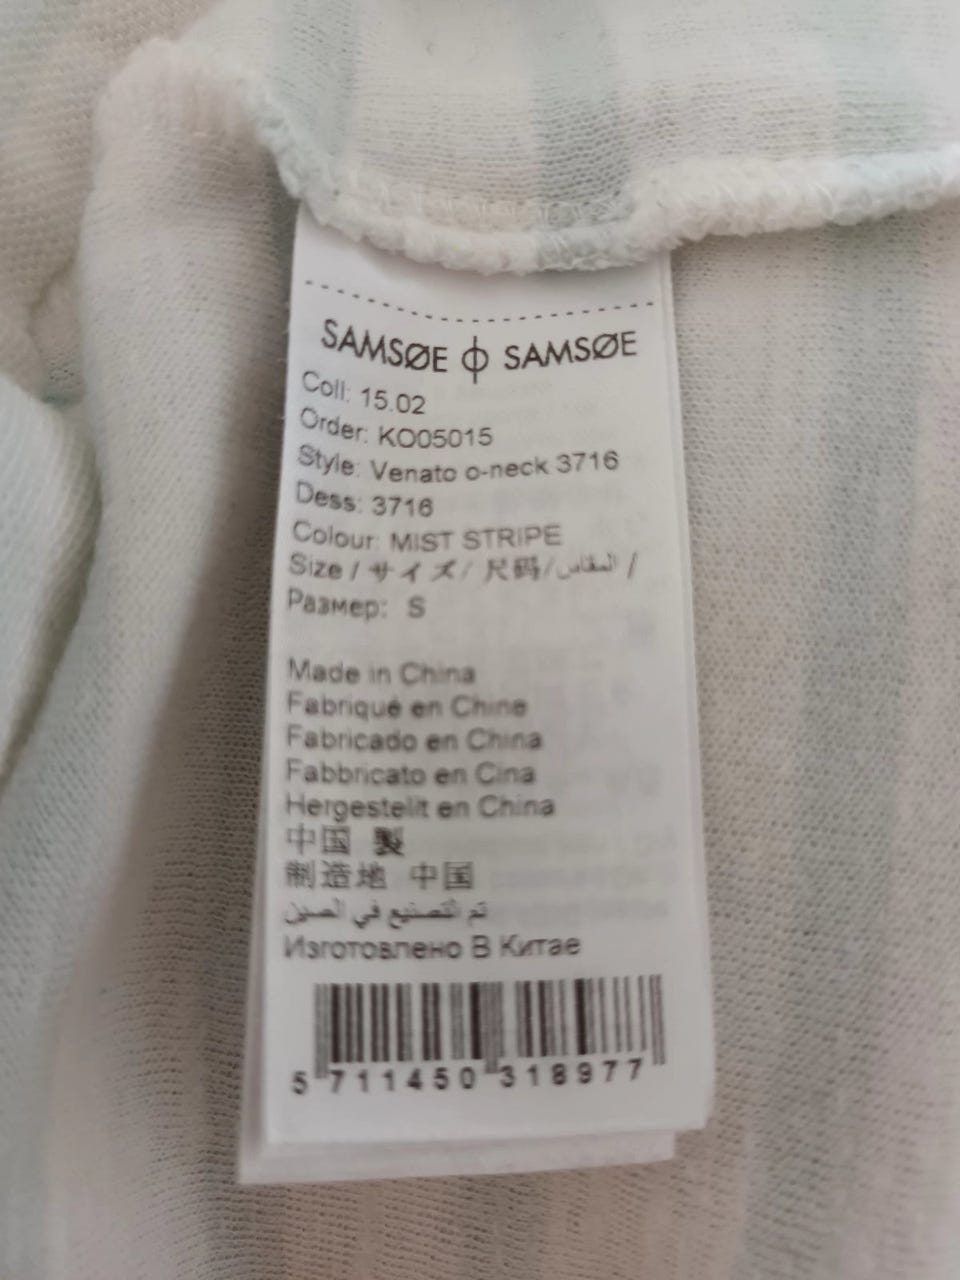 SAMSØE ɸ SAMSØE
Coll: 15.02
Order: KO05015
Style: Venato o-neck 3716
Dess: 3716
Colour: MIST STRIPE
Size / サイズ/ 尺码/المقاس /
Размер: S
Made in China
Fabriqué en Chine
Fabricado en China
Fabbricato en Cina
Hergestellt en China
中国 製
制造地 中国
تم التصنيع في الصين
Изготовлено В Китае
5 711450 318977